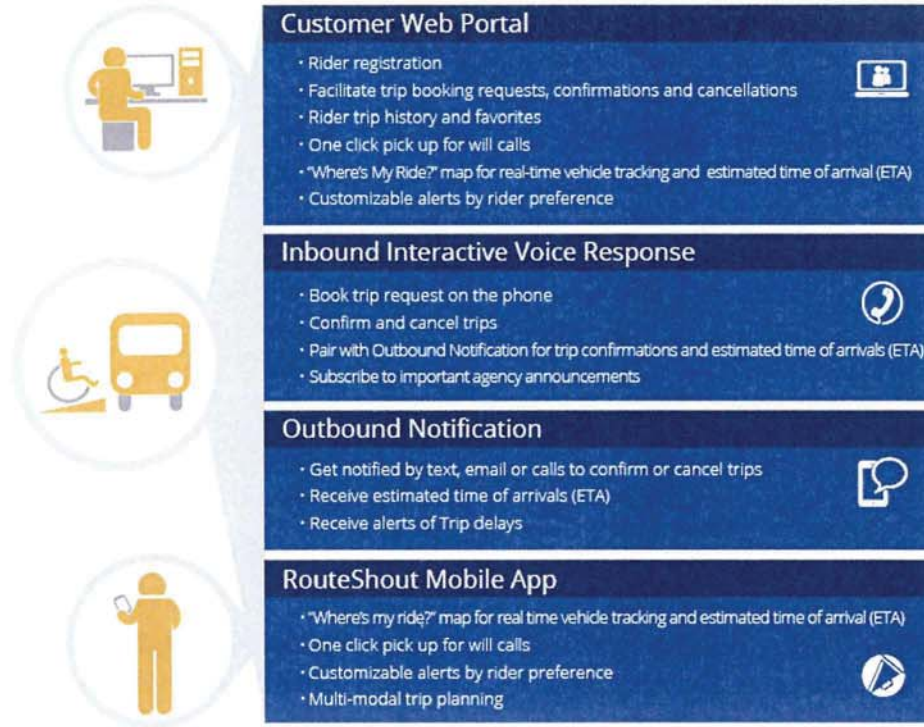 Customer Web Portal
· Rider registration
· Facilitate trip booking requests, confirmations and cancellations
· Rider trip history and favorites
· One click pick up for will calls
· "Where's My Ride?" map for real-time vehicle tracking and estimated time of arrival (ETA)
· Customizable alerts by rider preference
Inbound Interactive Voice Response
· Book trip request on the phone
· Confirm and cancel trips
· Pair with Outbound Notification for trip confirmations and estimated time of arrivals (ETA)
· Subscribe to important agency announcements
Outbound Notification
· Get notified by text, email or calls to confirm or cancel trips
· Receive estimated time of arrivals (ETA)
· Receive alerts of Trip delays
RouteShout Mobile App
· "Where's my ride?" map for real time vehicle tracking and estimated time of arrival (ETA)
· One click pick up for will calls
· Customizable alerts by rider preference
· Multi-modal trip planning